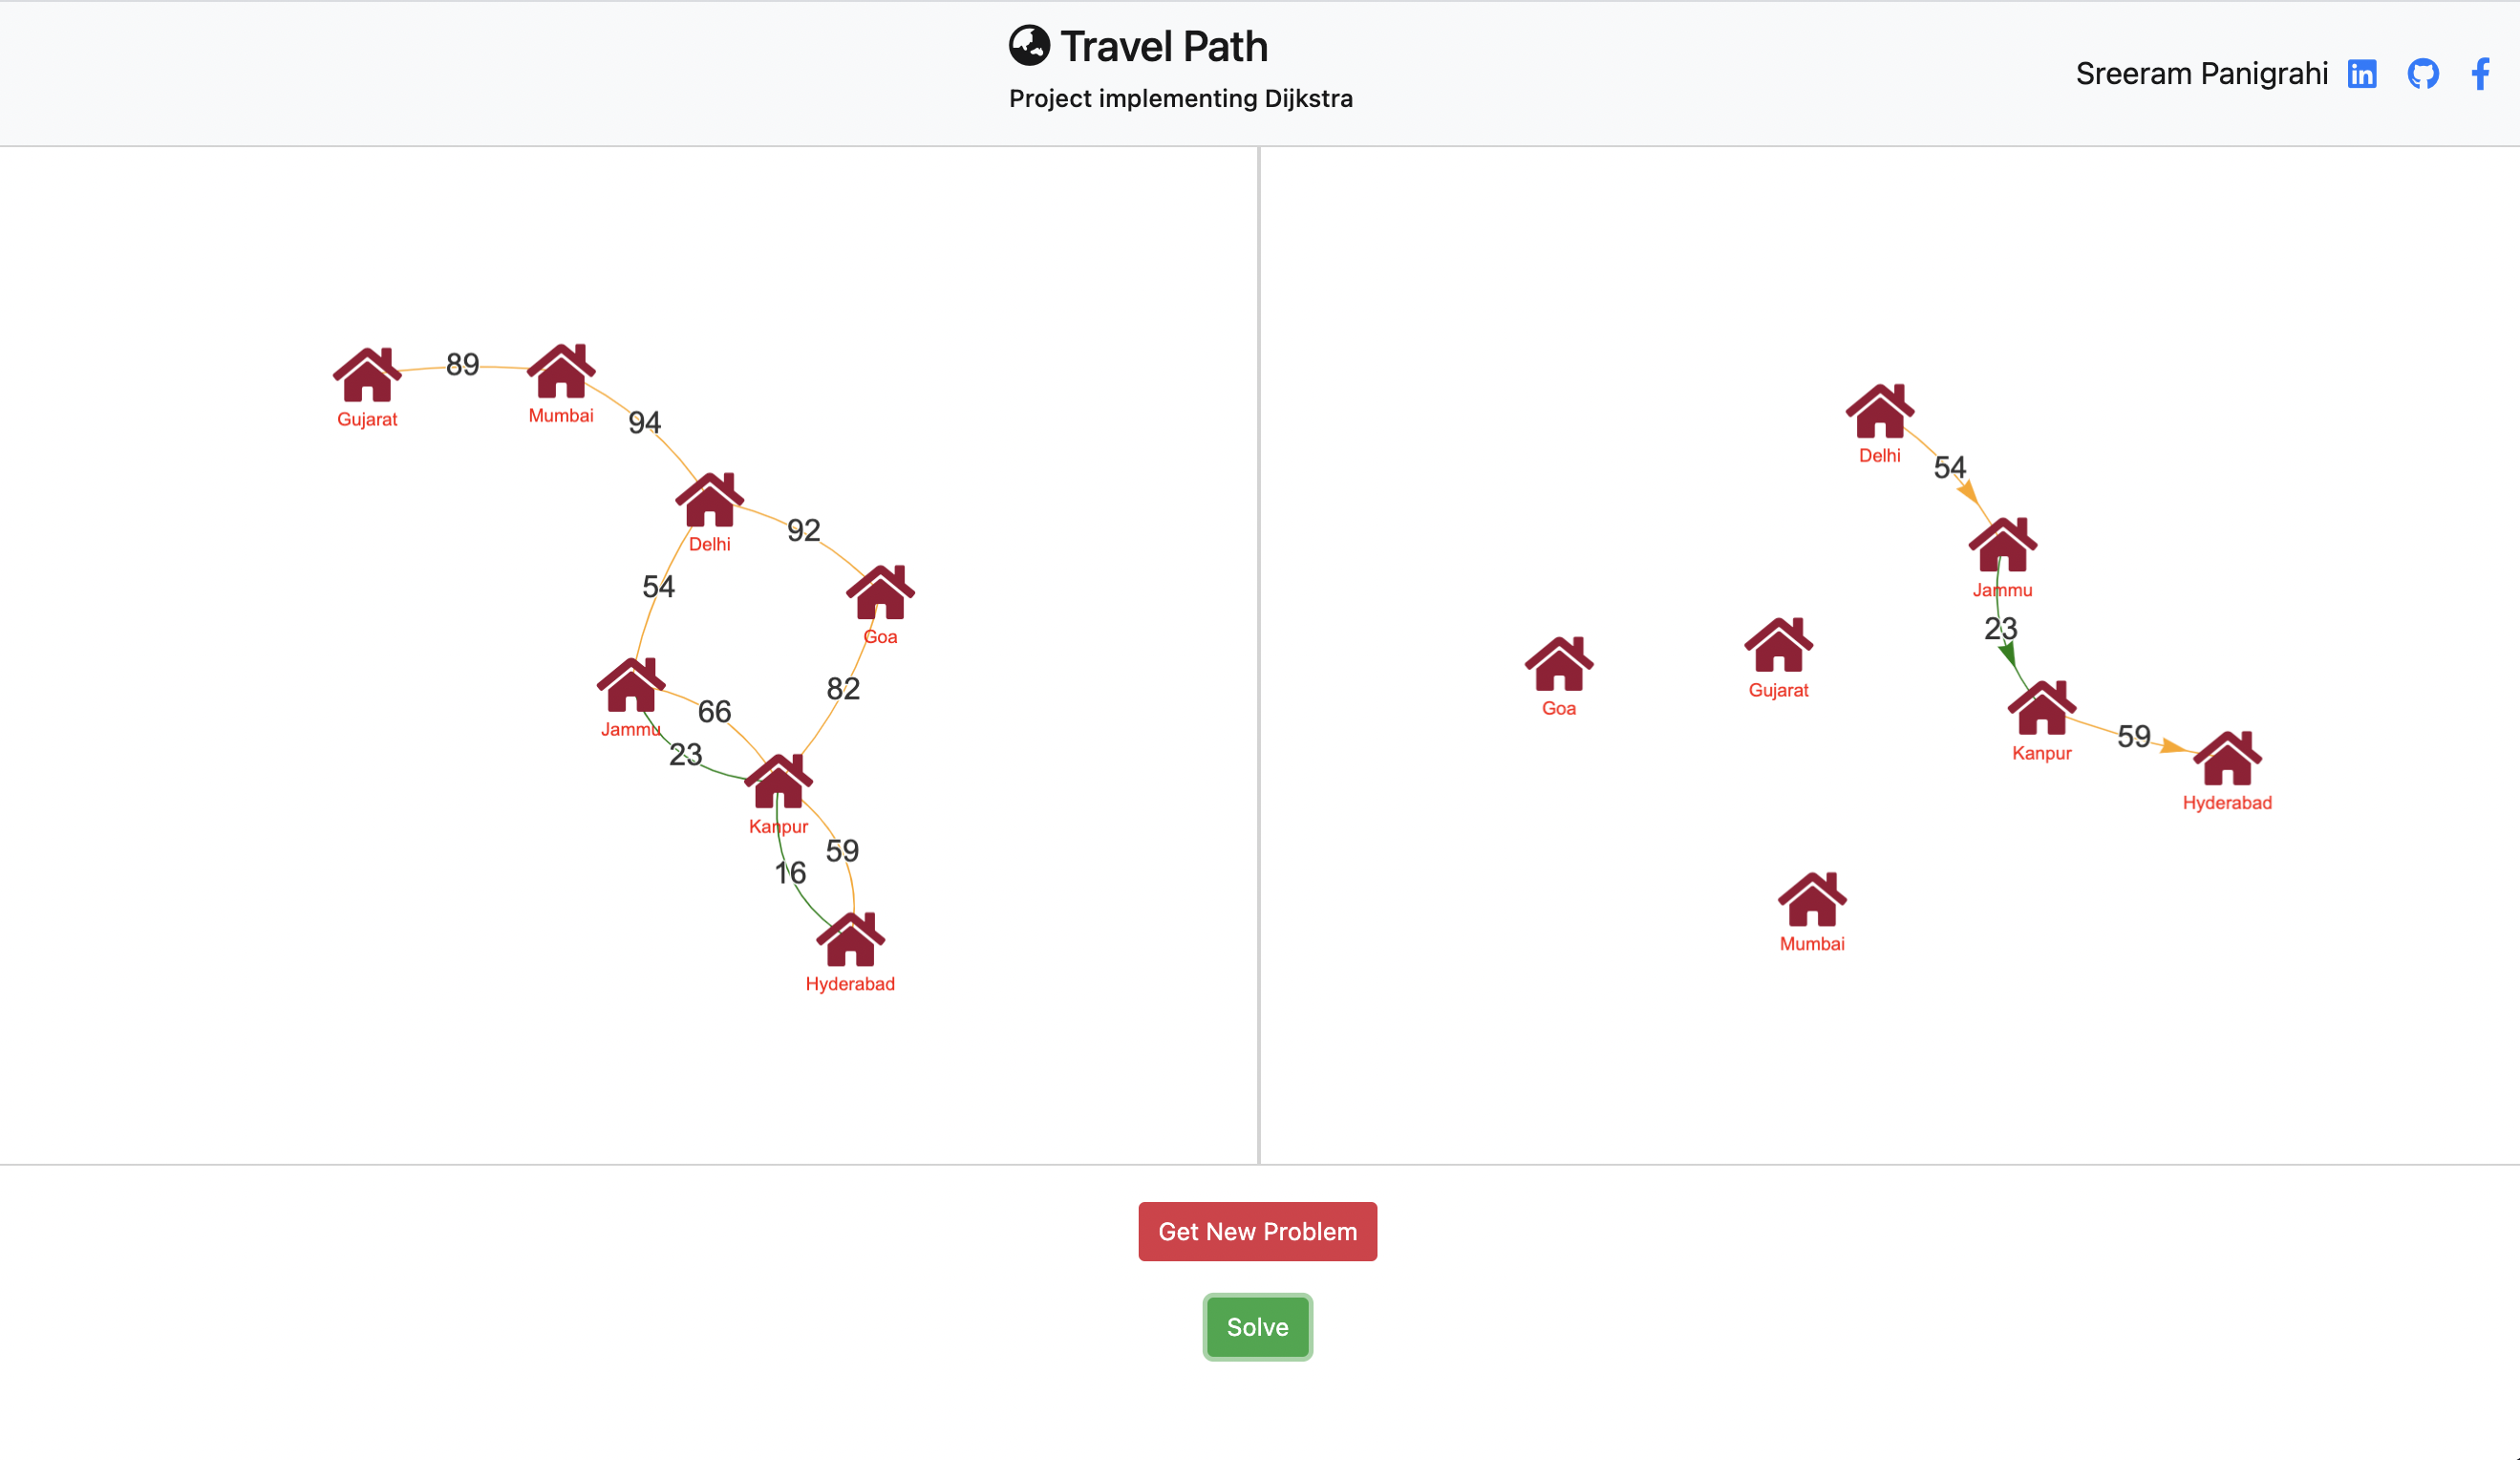 Travel Path
Project implementing Dijkstra
Sreeram Panigrahi
89
Gujarat
Mumbai
94
Delhi
92
54
Goa
82
66
Jammu
23
Kanpur
59
16
Hyderabad
Delhi
54
Jammu
23
Goa
Gujarat
Kanpur
59
Hyderabad
Mumbai
Get New Problem
Solve